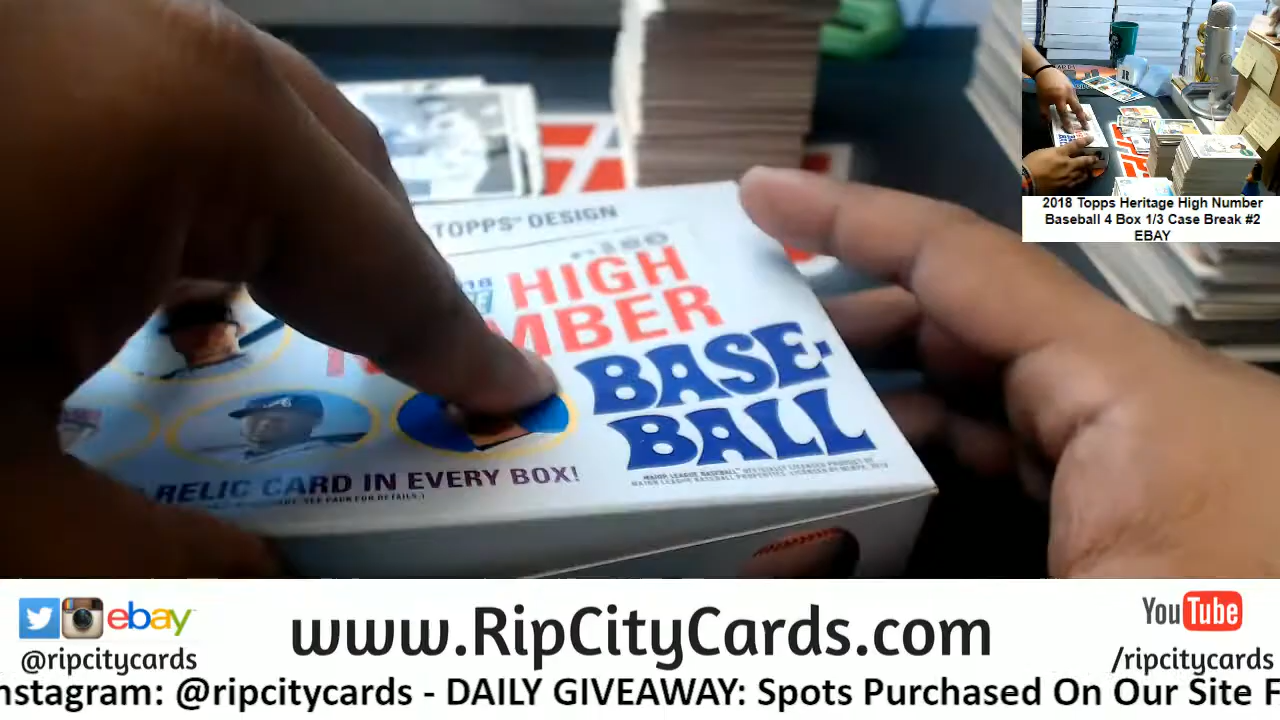 TOPPS™ DESIGN
HIGH
MBER
BASE-
BALL
RELIC CARD IN EVERY BOX!
2018 Topps Heritage High Number
Baseball 4 Box 1/3 Case Break #2
EBAY
ebay
@ripcitycards
www.RipCityCards.com
YouTube
/ripcitycards
nstagram: @ripcitycards - DAILY GIVEAWAY: Spots Purchased On Our Site F